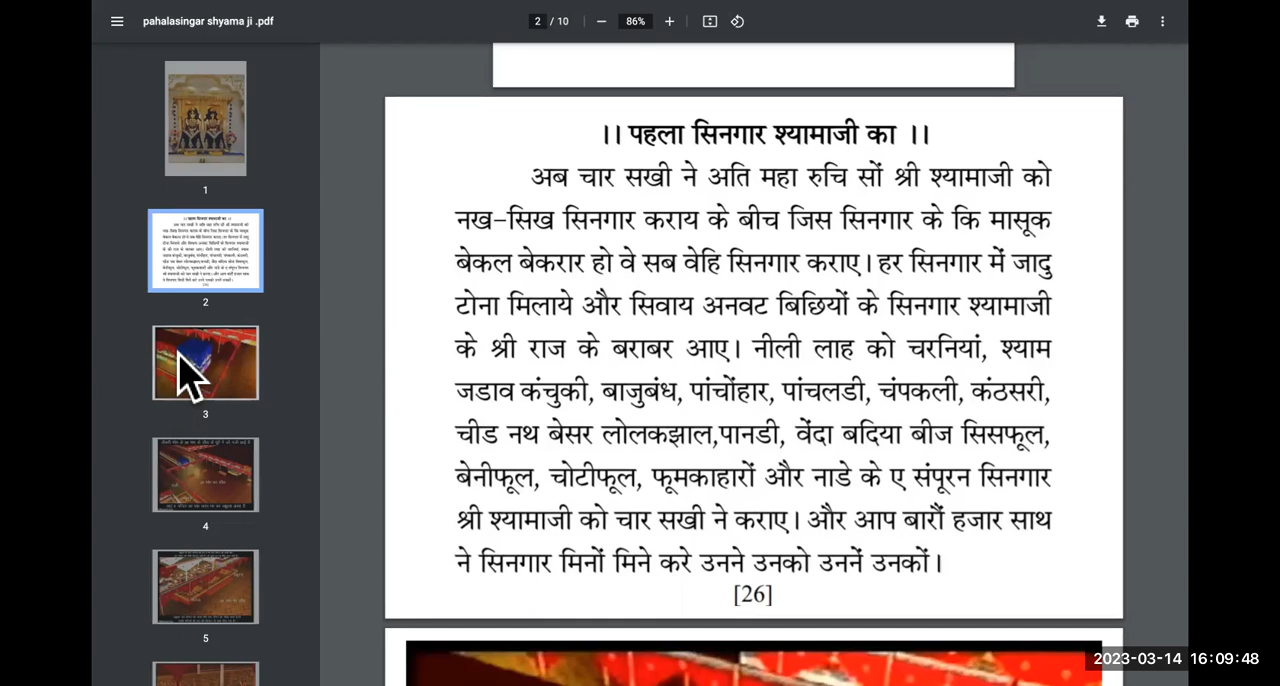 pahalasingar shyama ji .pdf
2 / 10
86%
।। पहला सिनगार श्यामाजी का ।।
अब चार सखी ने अति महा रुचि सों श्री श्यामाजी को
नख-सिख सिनगार कराय के बीच जिस सिनगार के कि मासूक
बेकल बेकरार हो वे सब वेहि सिनगार कराए। हर सिनगार में जादु
टोना मिलाये और सिवाय अनवट बिछियों के सिनगार श्यामाजी
के श्री राज के बराबर आए। नीली लाह को चरनियां, श्याम
जडाव कंचुकी, बाजुबंध, पांचोंहार, पांचलडी, चंपकली, कंठसरी,
चीड नथ बेसर लोलकझाल,पानडी, वेंदा बदिया बीज सिसफूल,
बेनीफूल, चोटीफूल, फूमकाहारों और नाडे के ए संपूरन सिनगार
श्री श्यामाजी को चार सखी ने कराए। और आप बारौं हजार साथ
ने सिनगार मिनों मिने करे उनने उनको उननें उनकों।
[26]
1
2
3
4
5
2023-03-14 16:09:48